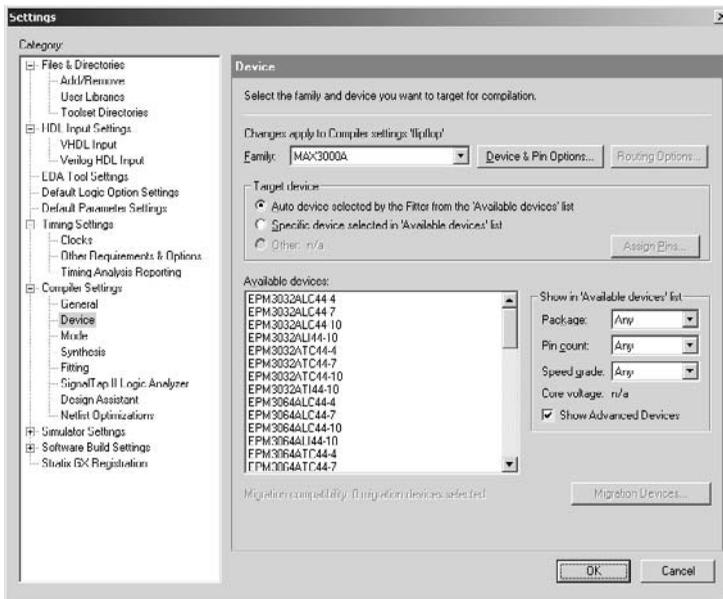 Settings
Category:
Files & Directories
Add/Remove
User Libraries
Toolset Directories
HDL Input Settings
VHDL Input
Verilog HDL Input
EDA Tool Settings
Default Logic Option Settings
Default Parameter Settings
Timing Settings
Clocks
Other Requirements & Options
Timing Analysis Reporting
Compiler Settings
General
Device
Mode
Synthesis
Fitting
SignalTap II Logic Analyzer
Design Assistant
Netlist Optimizations
Simulator Settings
Software Build Settings
Stratix GX Registration
Device
Select the family and device you want to target for compilation.
Changes apply to Compiler settings 'flipflop'
Family: MAX3000A Device & Pin Options... Routing Options...
Target device
Auto device selected by the Fitter from the 'Available devices' list
Specific device selected in 'Available devices' list
Other: n/a Assign Pins...
Available devices:
EPM3032ALC44-4
EPM3032ALC44-7
EPM3032ALC44-10
EPM3032ALI44-10
EPM3032ATC44-4
EPM3032ATC44-7
EPM3032ATC44-10
EPM3032ATI44-10
EPM3064ALC44-4
EPM3064ALC44-7
EPM3064ALC44-10
EPM3064ALI44-10
EPM3064ATC44-4
EPM3064ATC44-7
Show in 'Available devices' list
Package: Any
Pin count: Any
Speed grade: Any
Core voltage: n/a
Show Advanced Devices
Migration compatibility: 0 migration devices selected Migration Devices...
OK Cancel